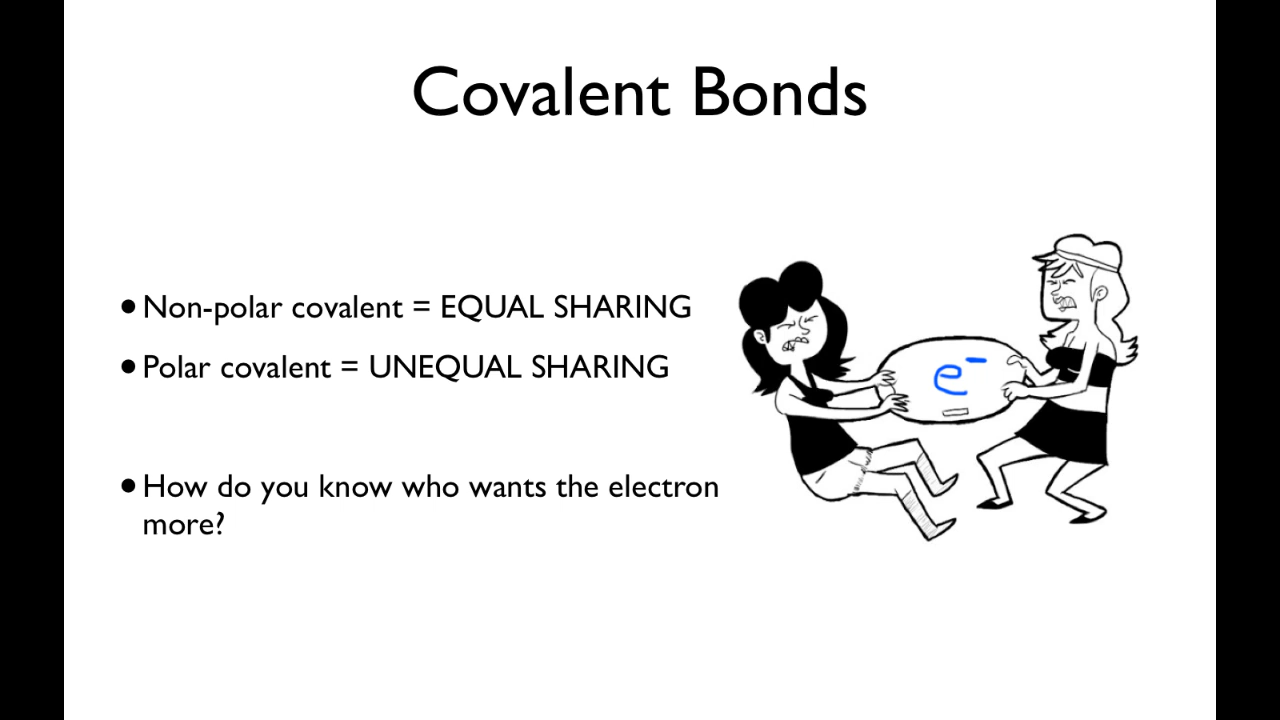 Covalent Bonds
•Non-polar covalent = EQUAL SHARING
•Polar covalent = UNEQUAL SHARING
e⁻
•How do you know who wants the electron
more?